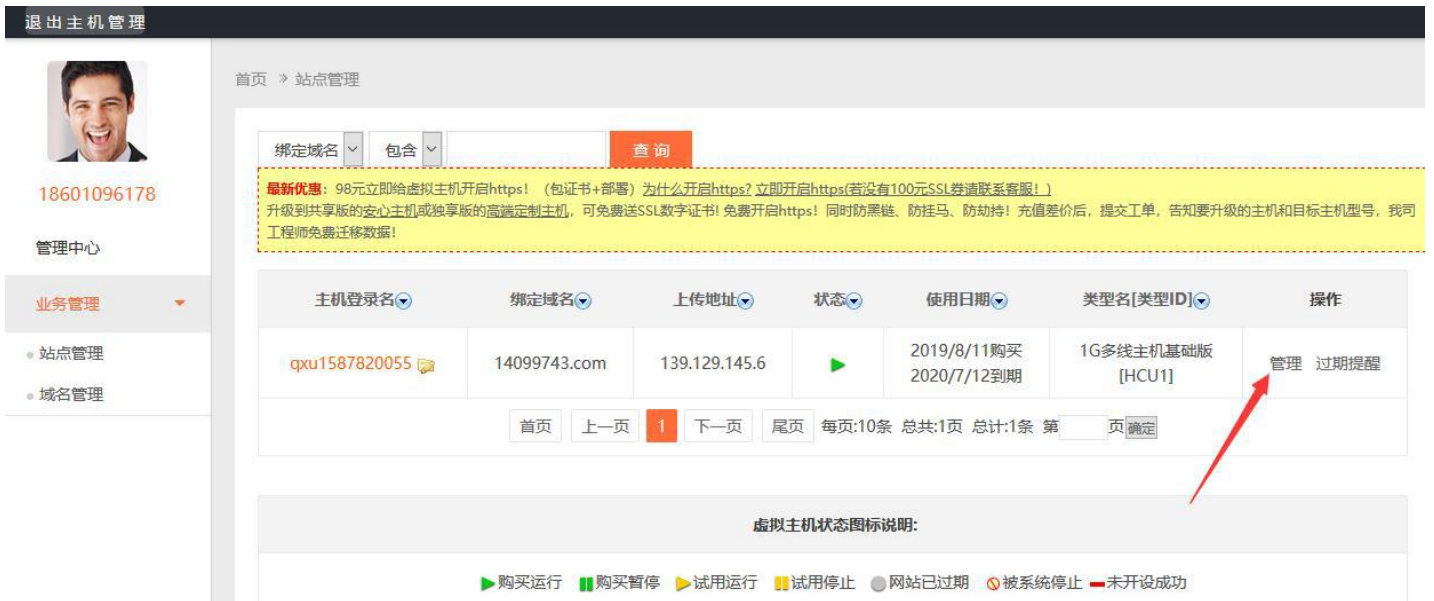 退出主机管理
首页 » 站点管理
绑定域名 包含 查询
18601096178
管理中心
业务管理
站点管理
域名管理
最新优惠：98元立即给虚拟主机开启https！（包证书+部署）为什么开启https? 立即开启https(若没有100元SSL券请联系客服！)
升级到共享版的安心主机或独享版的高端定制主机，可免费送SSL数字证书! 免费开启https！同时防黑链、防挂马、防劫持！充值差价后，提交工单，告知要升级的主机和目标主机型号，我司
工程师免费迁移数据！
主机登录名 绑定域名 上传地址 状态 使用日期 类型名[类型ID] 操作
qxu1587820055 14099743.com 139.129.145.6 2019/8/11购买 1G多线主机基础版 管理 过期提醒
2020/7/12到期 [HCU1]
首页 上一页 1 下一页 尾页 每页:10条 总共:1页 总计:1条 第 页 确定
虚拟主机状态图标说明:
购买运行 购买暂停 试用运行 试用停止 网站已过期 被系统停止 未开设成功